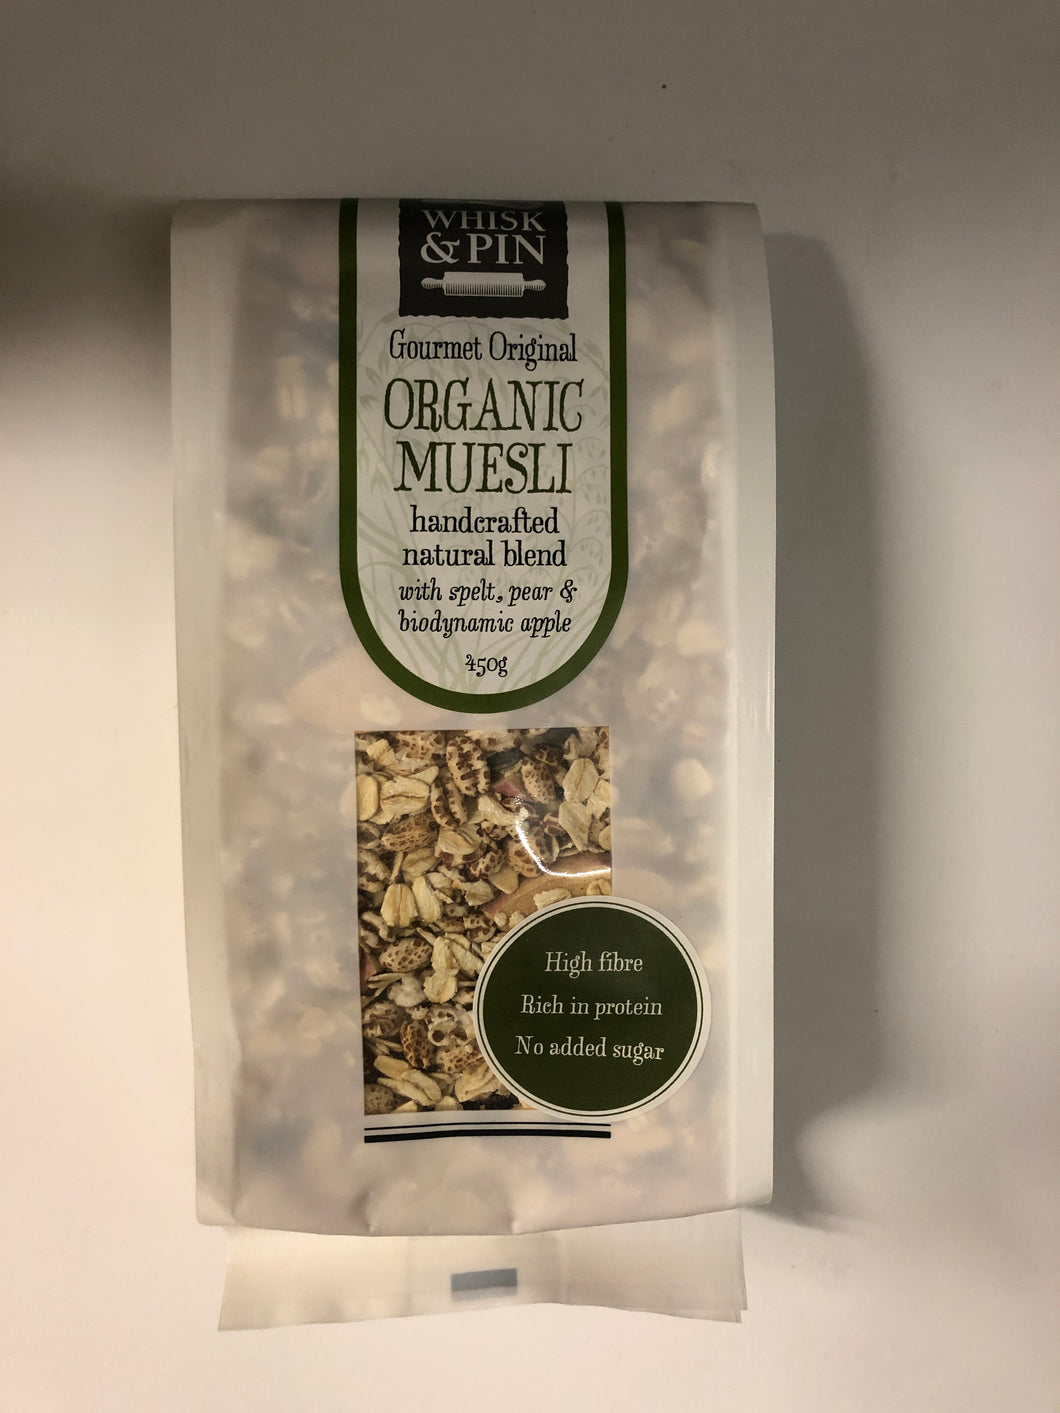 WHISK
& PIN
Gourmet Original
ORGANIC
MUESLI
handcrafted
natural blend
with spelt, pear &
biodynamic apple
450g
High fibre
Rich in protein
No added sugar